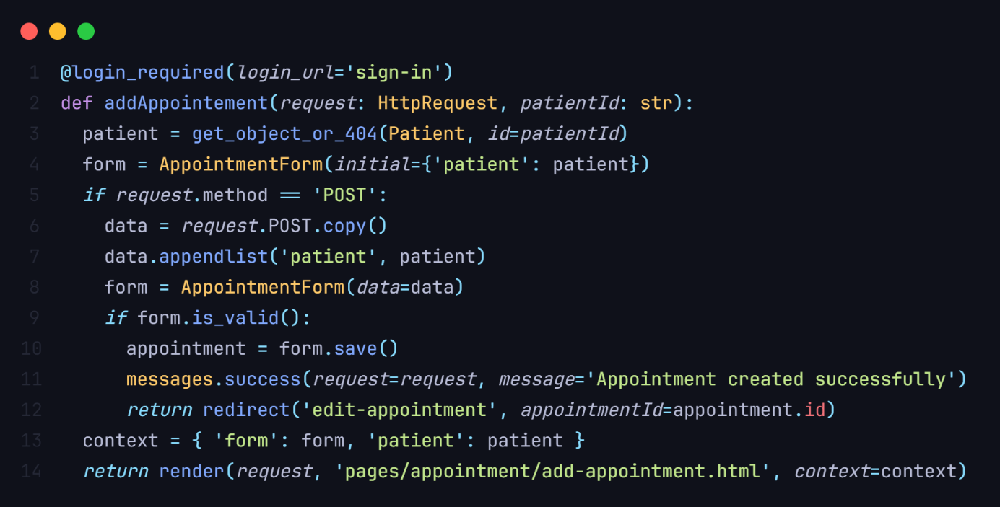 1 @login_required(login_url='sign-in')
2 def addAppointement(request: HttpRequest, patientId: str):
3   patient = get_object_or_404(Patient, id=patientId)
4   form = AppointmentForm(initial={'patient': patient})
5   if request.method == 'POST':
6     data = request.POST.copy()
7     data.appendlist('patient', patient)
8     form = AppointmentForm(data=data)
9     if form.is_valid():
10       appointment = form.save()
11       messages.success(request=request, message='Appointment created successfully')
12       return redirect('edit-appointment', appointmentId=appointment.id)
13   context = { 'form': form, 'patient': patient }
14   return render(request, 'pages/appointment/add-appointment.html', context=context)